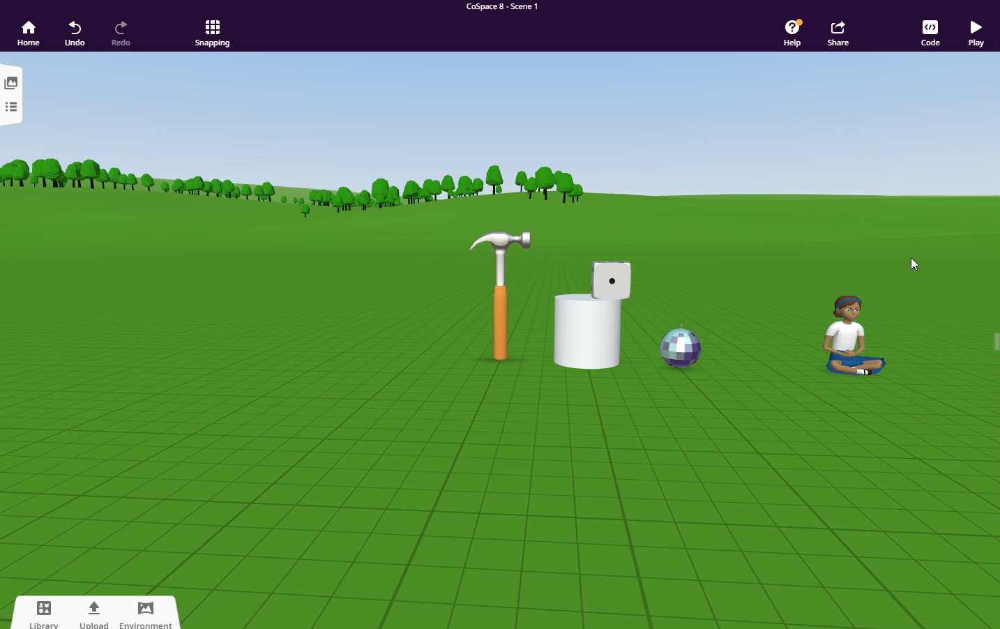 CoSpace 8 - Scene 1
Home
Undo
Redo
Snapping
Help
Share
Code
Play
Library
Upload
Environment